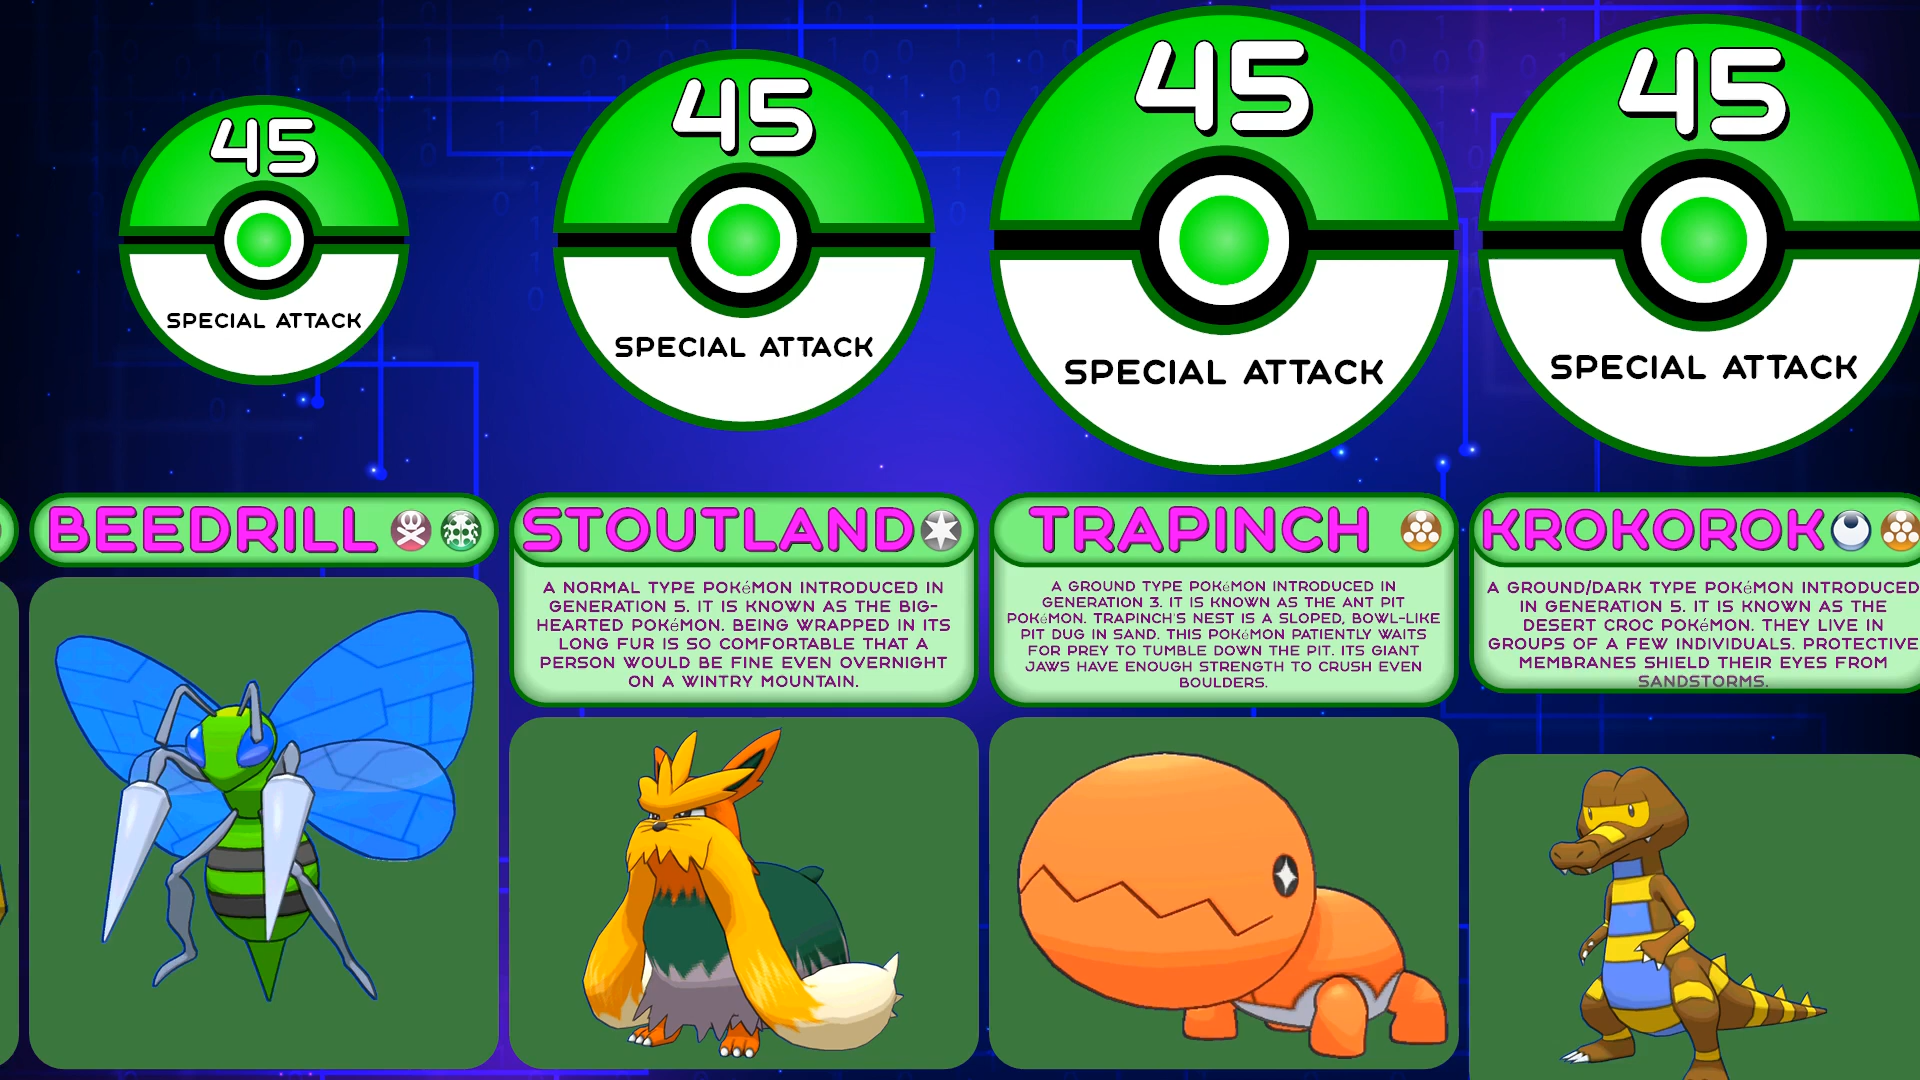 45
SPECIAL ATTACK
BEEDRILL
45
SPECIAL ATTACK
STOUTLAND
A NORMAL TYPE POKéMON INTRODUCED IN
GENERATION 5. IT IS KNOWN AS THE BIG-
HEARTED POKéMON. BEING WRAPPED IN ITS
LONG FUR IS SO COMFORTABLE THAT A
PERSON WOULD BE FINE EVEN OVERNIGHT
ON A WINTRY MOUNTAIN.
45
SPECIAL ATTACK
TRAPINCH
A GROUND TYPE POKéMON INTRODUCED IN
GENERATION 3. IT IS KNOWN AS THE ANT PIT
POKéMON. TRAPINCH'S NEST IS A SLOPED, BOWL-LIKE
PIT DUG IN SAND. THIS POKéMON PATIENTLY WAITS
FOR PREY TO TUMBLE DOWN THE PIT. ITS GIANT
JAWS HAVE ENOUGH STRENGTH TO CRUSH EVEN
BOULDERS.
45
SPECIAL ATTACK
KROKOROK
A GROUND/DARK TYPE POKéMON INTRODUCED
IN GENERATION 5. IT IS KNOWN AS THE
DESERT CROC POKéMON. THEY LIVE IN
GROUPS OF A FEW INDIVIDUALS. PROTECTIVE
MEMBRANES SHIELD THEIR EYES FROM
SANDSTORMS.